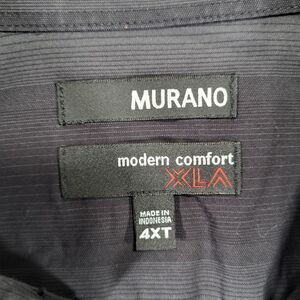 MURANO
modern comfort
XLA
MADE IN
INDONESIA
4XT